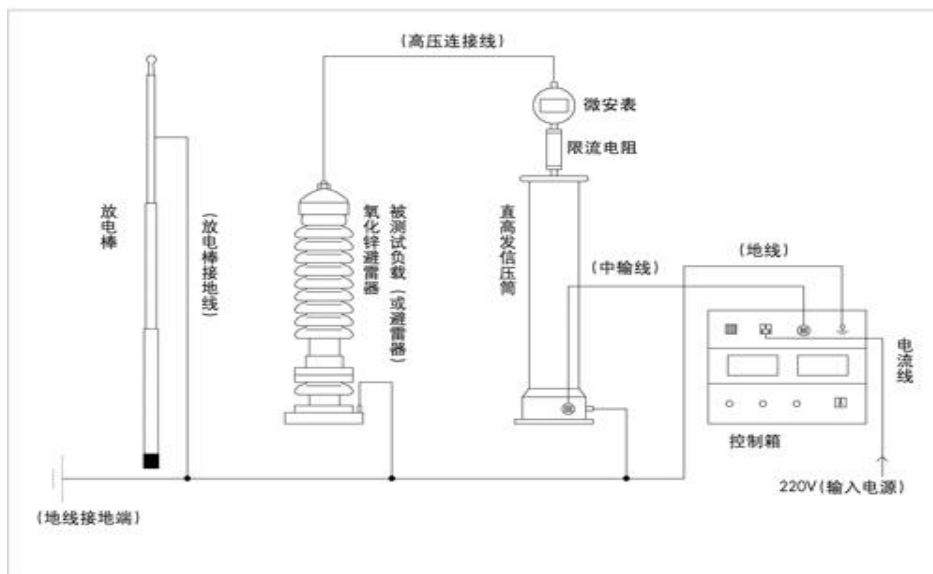 (高压连接线)
微安表
限流电阻
放电棒
(放电棒接地线)
氧化锌避雷器
被测试负载(或避雷器)
直高发信压筒
(中输线)
(地线)
电流线
控制箱
220V(输入电源)
(地线接地端)